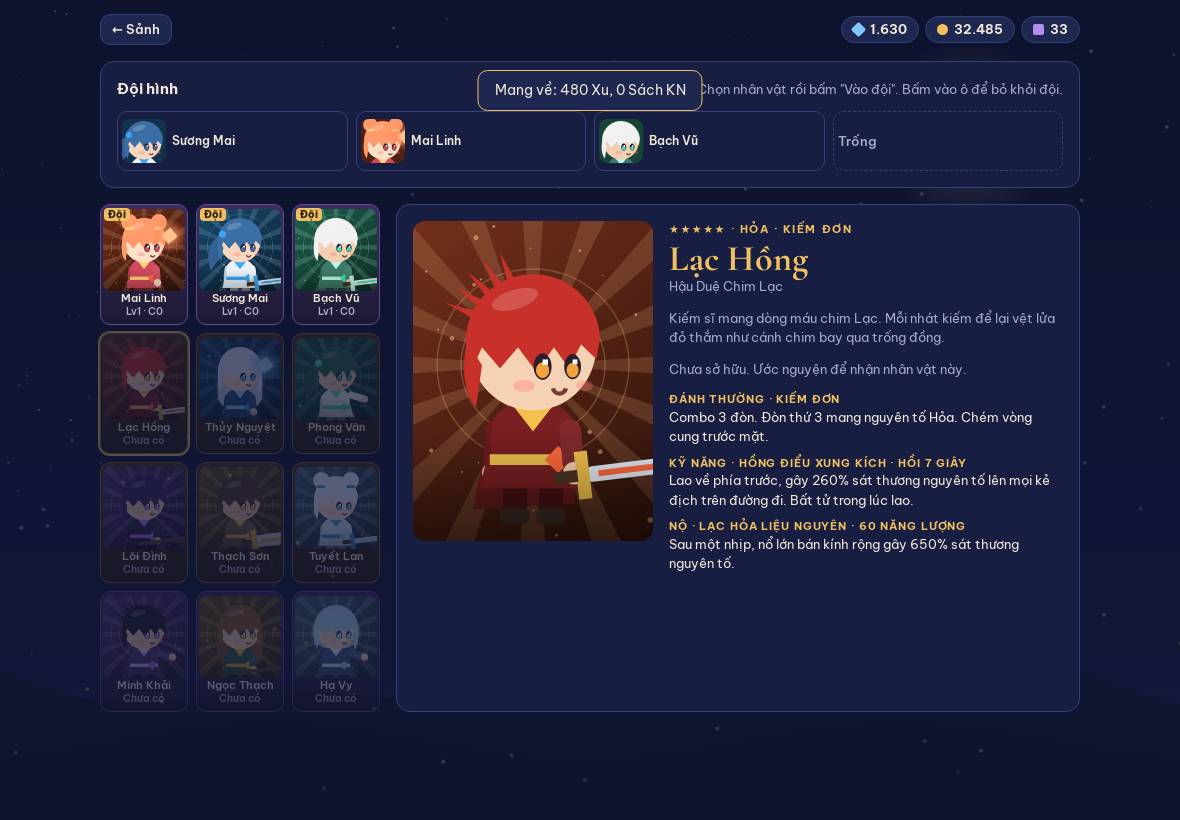 ← Sảnh
1.630
32.485
33
Đội hình
Mang về: 480 Xu, 0 Sách KN
Chọn nhân vật rồi bấm "Vào đội". Bấm vào ô để bỏ khỏi đội.
Sương Mai
Mai Linh
Bạch Vũ
Trống
Đội
Đội
Đội
Mai Linh
Lv1 · C0
Sương Mai
Lv1 · C0
Bạch Vũ
Lv1 · C0
Lạc Hồng
Chưa có
Thủy Nguyệt
Chưa có
Phong Vân
Chưa có
Lôi Đình
Chưa có
Thạch Sơn
Chưa có
Tuyết Lan
Chưa có
Minh Khải
Chưa có
Ngọc Thạch
Chưa có
Hạ Vy
Chưa có
★★★★★ · HỎA · KIẾM ĐƠN
Lạc Hồng
Hậu Duệ Chim Lạc
Kiếm sĩ mang dòng máu chim Lạc. Mỗi nhát kiếm để lại vệt lửa
đỏ thắm như cánh chim bay qua trống đồng.
Chưa sở hữu. Ước nguyện để nhận nhân vật này.
ĐÁNH THƯỜNG · KIẾM ĐƠN
Combo 3 đòn. Đòn thứ 3 mang nguyên tố Hỏa. Chém vòng
cung trước mặt.
KỸ NĂNG · HỒNG ĐIỂU XUNG KÍCH · HỒI 7 GIÂY
Lao về phía trước, gây 260% sát thương nguyên tố lên mọi kẻ
địch trên đường đi. Bất tử trong lúc lao.
NỘ · LẠC HỎA LIỆU NGUYÊN · 60 NĂNG LƯỢNG
Sau một nhịp, nổ lớn bán kính rộng gây 650% sát thương
nguyên tố.